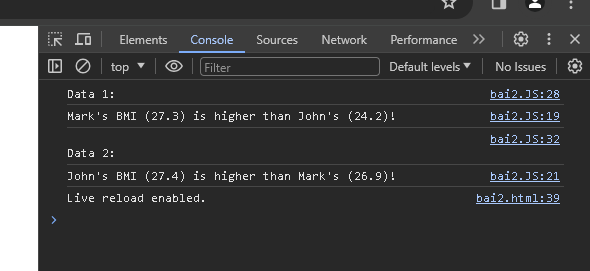 Elements Console Sources Network Performance
top Filter Default levels No Issues
Data 1: bai2.JS:28
Mark's BMI (27.3) is higher than John's (24.2)! bai2.JS:19
bai2.JS:32
Data 2:
John's BMI (27.4) is higher than Mark's (26.9)! bai2.JS:21
Live reload enabled. bai2.html:39